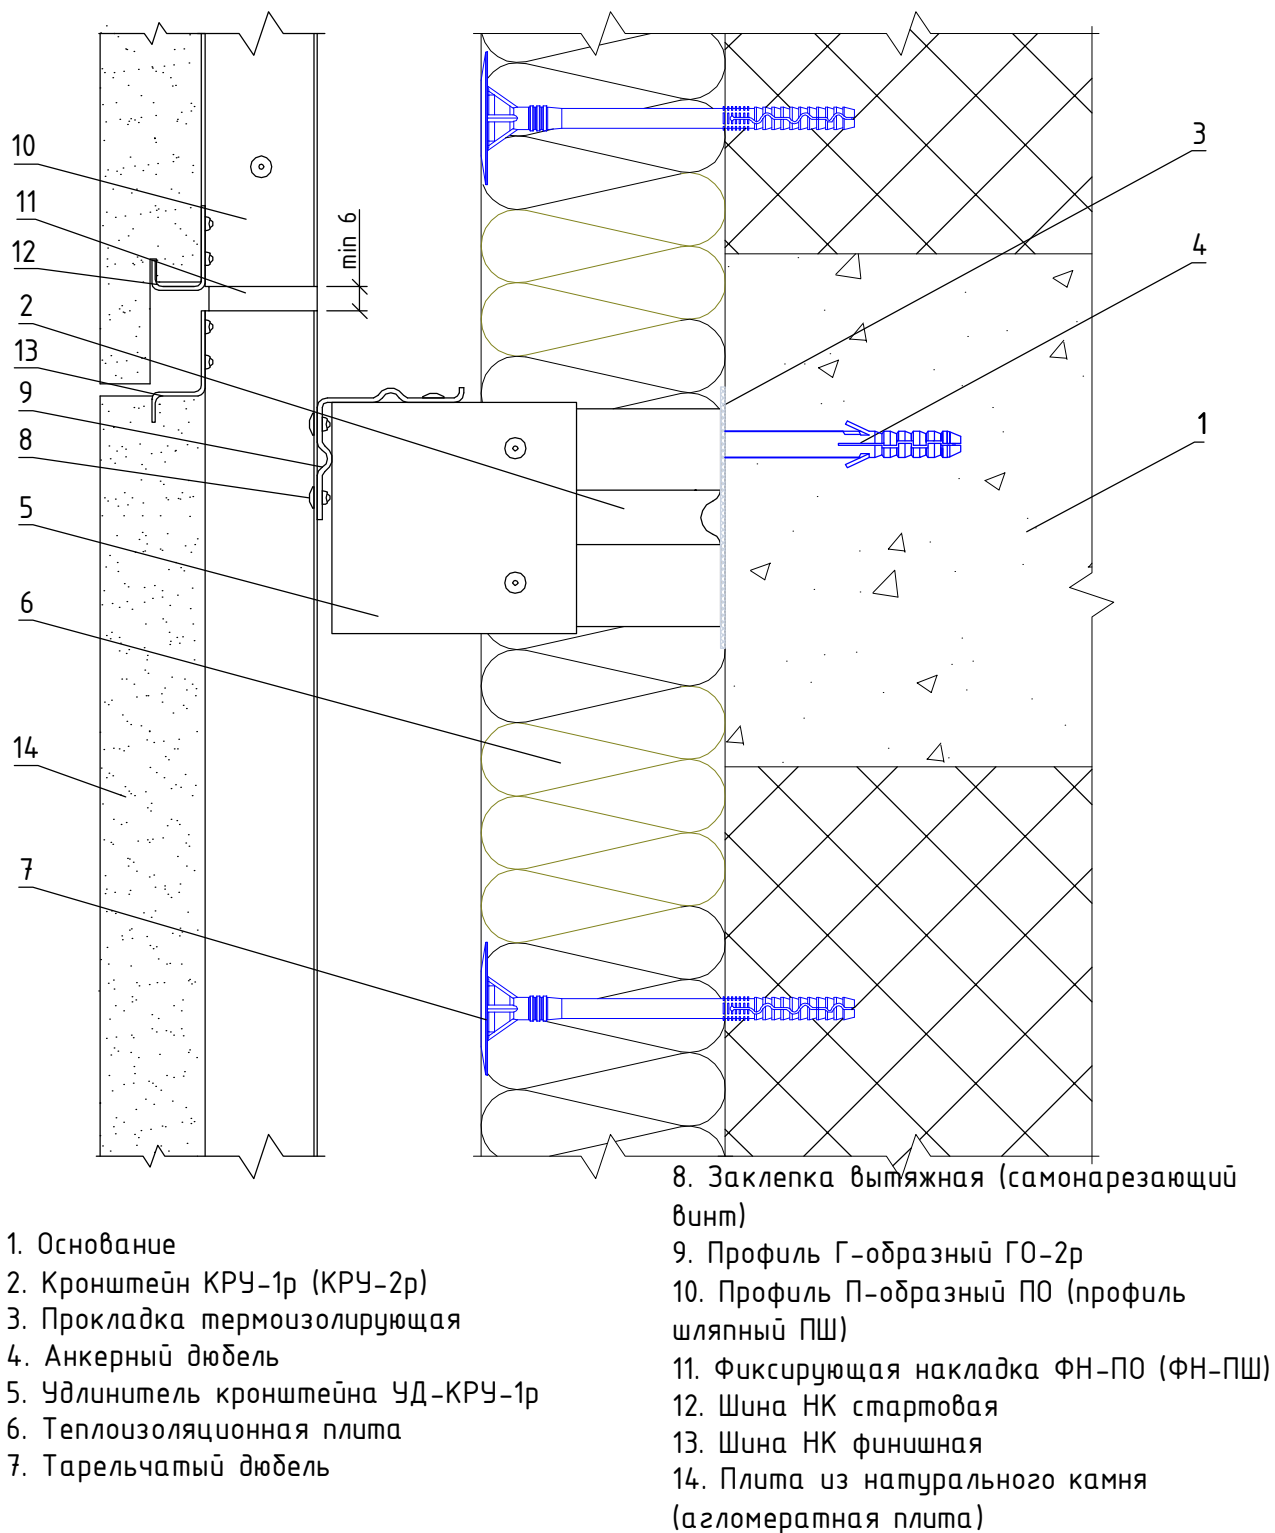 10
11
12
2
13
9
8
5
6
14
7
min 6
3
4
1
1. Основание
2. Кронштейн КРУ-1р (КРУ-2р)
3. Прокладка термоизолирующая
4. Анкерный дюбель
5. Удлинитель кронштейна УД-КРУ-1р
6. Теплоизоляционная плита
7. Тарельчатый дюбель
8. Заклепка вытяжная (самонарезающий
винт)
9. Профиль Г-образный ГО-2р
10. Профиль П-образный ПО (профиль
шляпный ПШ)
11. Фиксирующая накладка ФН-ПО (ФН-ПШ)
12. Шина НК стартовая
13. Шина НК финишная
14. Плита из натурального камня
(агломератная плита)